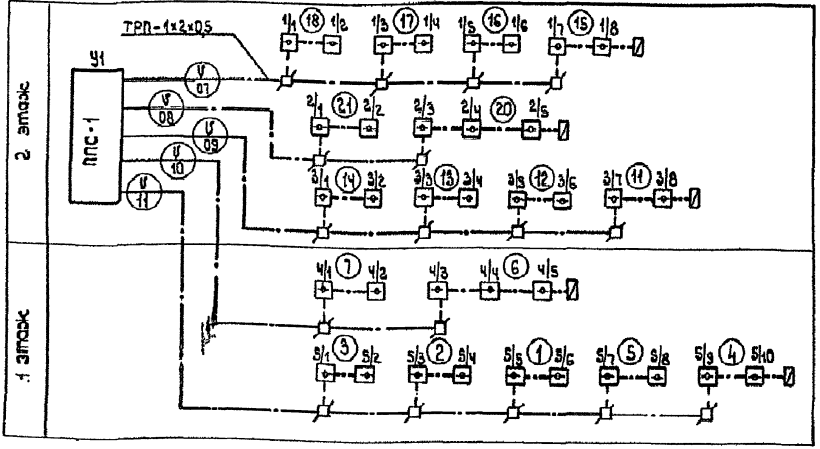 1/1 18 1/2 1/3 17 1/4 1/5 16 1/6 1/7 15 1/8
ТРП-1х2х0,5
У1
ППС-1
V 07
V 08
V 09
V 10
V 11
2/1 21 2/2 2/3 2/4 20 2/5
3/1 14 3/2 3/3 13 3/4 3/5 12 3/6 3/7 11 3/8
2 этаж
4/1 7 4/2 4/3 4/4 6 4/5
5/1 3 5/2 5/3 2 5/4 5/5 1 5/6 5/7 5 5/8 5/9 4 5/10
1 этаж